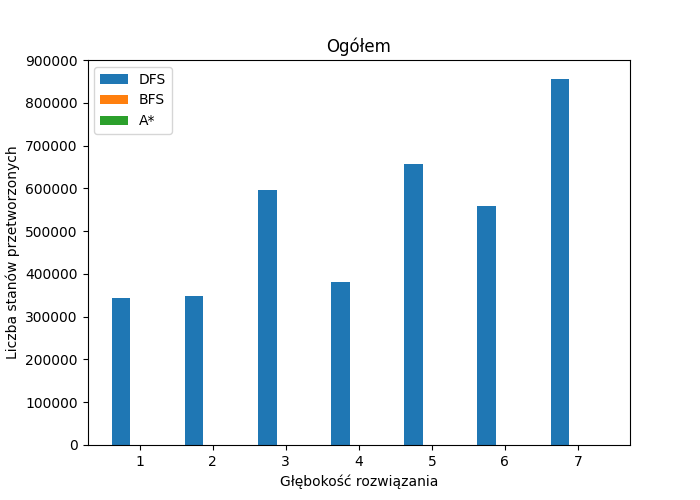 Ogółem
DFS
BFS
A*
Liczba stanów przetworzonych
900000
800000
700000
600000
500000
400000
300000
200000
100000
0
1 2 3 4 5 6 7
Głębokość rozwiązania